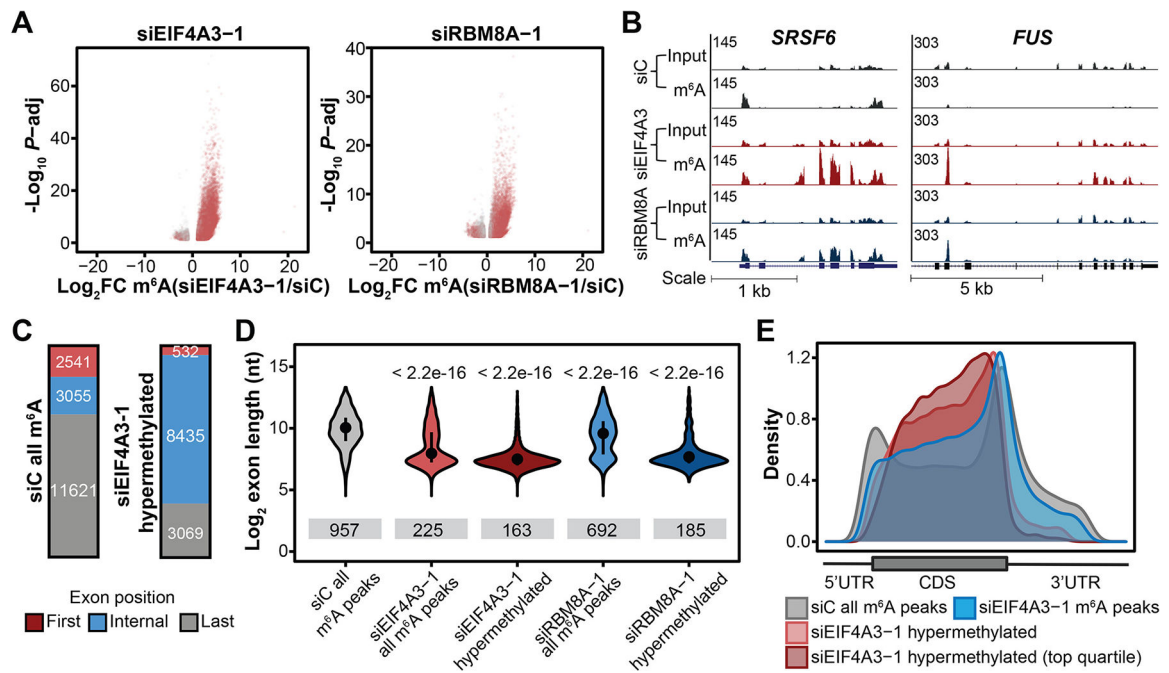 A
siEIF4A3−1
-Log10 P−adj
60
40
20
0
−20 −10 0 10 20
Log2FC m6A(siEIF4A3−1/siC)
siRBM8A−1
-Log10 P−adj
40
30
20
10
0
−20 −10 0 10 20
Log2FC m6A(siRBM8A−1/siC)
B
SRSF6
FUS
siC
Input
m6A
siEIF4A3
Input
m6A
siRBM8A
Input
m6A
145
145
145
145
145
145
303
303
303
303
303
303
Scale
1 kb
5 kb
C
siC all m6A
2541
3055
11621
siEIF4A3-1
hypermethylated
532
8435
3069
Exon position
First Internal Last
D
Log2 exon length (nt)
15
10
5
0
< 2.2e-16 < 2.2e-16 < 2.2e-16 < 2.2e-16
957 225 163 692 185
siC all
m6A peaks
siEIF4A3−1
all m6A peaks
siEIF4A3−1
hypermethylated
siRBM8A−1
all m6A peaks
siRBM8A−1
hypermethylated
E
Density
1.2
0.8
0.4
0.0
5'UTR CDS 3'UTR
siC all m6A peaks siEIF4A3-1 m6A peaks
siEIF4A3−1 hypermethylated
siEIF4A3−1 hypermethylated (top quartile)